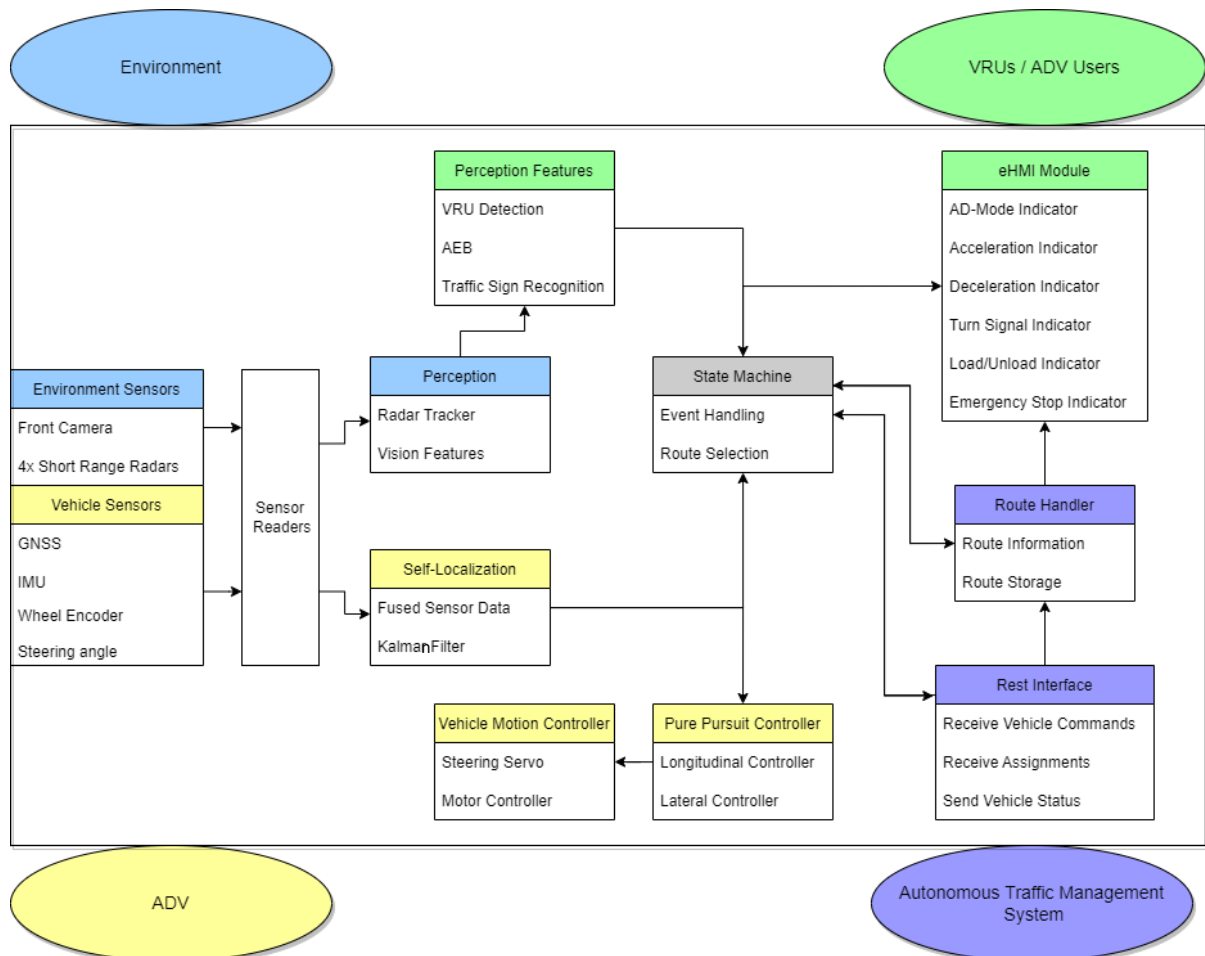 Environment
VRUs / ADV Users
Perception Features
VRU Detection
AEB
Traffic Sign Recognition
eHMI Module
AD-Mode Indicator
Acceleration Indicator
Deceleration Indicator
Turn Signal Indicator
Load/Unload Indicator
Emergency Stop Indicator
Environment Sensors
Front Camera
4x Short Range Radars
Vehicle Sensors
GNSS
IMU
Wheel Encoder
Steering angle
Sensor
Readers
Perception
Radar Tracker
Vision Features
State Machine
Event Handling
Route Selection
Self-Localization
Fused Sensor Data
KalmanFilter
Route Handler
Route Information
Route Storage
Vehicle Motion Controller
Steering Servo
Motor Controller
Pure Pursuit Controller
Longitudinal Controller
Lateral Controller
Rest Interface
Receive Vehicle Commands
Receive Assignments
Send Vehicle Status
ADV
Autonomous Traffic Management
System